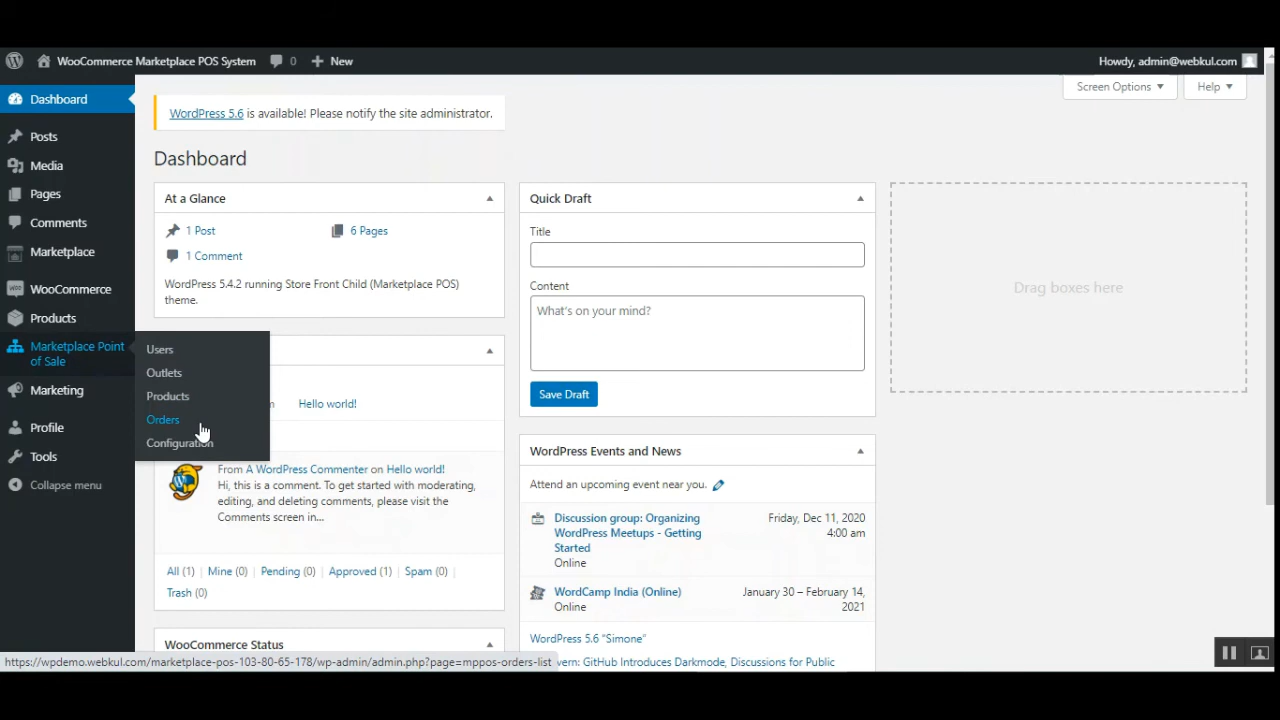 WooCommerce Marketplace POS System 0 New Howdy, admin@webkul.com
Screen Options Help
Dashboard
Posts
Media
Pages
Comments
Marketplace
WooCommerce
Products
Marketplace Point
of Sale
Marketing
Profile
Tools
Collapse menu
Users
Outlets
Products
Orders
Configuration
WordPress 5.6 is available! Please notify the site administrator.
Dashboard
At a Glance
1 Post 6 Pages
1 Comment
WordPress 5.4.2 running Store Front Child (Marketplace POS)
theme.
Hello world!
From A WordPress Commenter on Hello world!
Hi, this is a comment. To get started with moderating,
editing, and deleting comments, please visit the
Comments screen in...
All (1) | Mine (0) | Pending (0) | Approved (1) | Spam (0) |
Trash (0)
WooCommerce Status
Quick Draft
Title
Content
What's on your mind?
Save Draft
WordPress Events and News
Attend an upcoming event near you.
Discussion group: Organizing Friday, Dec 11, 2020
WordPress Meetups - Getting 4:00 am
Started
Online
WordCamp India (Online) January 30 – February 14,
Online 2021
WordPress 5.6 "Simone"
GitHub Introduces Darkmode, Discussions for Public
Drag boxes here
https://wpdemo.webkul.com/marketplace-pos-103-80-65-178/wp-admin/admin.php?page=mppos-orders-list